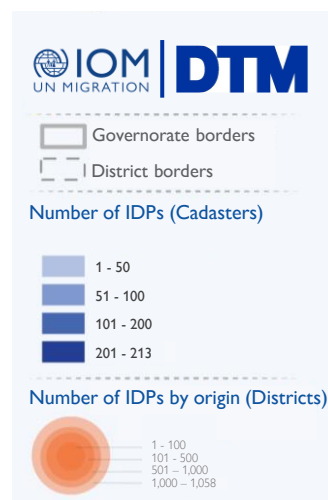 IOM
UN MIGRATION
DTM
Governorate borders
District borders
Number of IDPs (Cadasters)
1 - 50
51 - 100
101 - 200
201 - 213
Number of IDPs by origin (Districts)
1 - 100
101 - 500
501 – 1,000
1,000 – 1,058